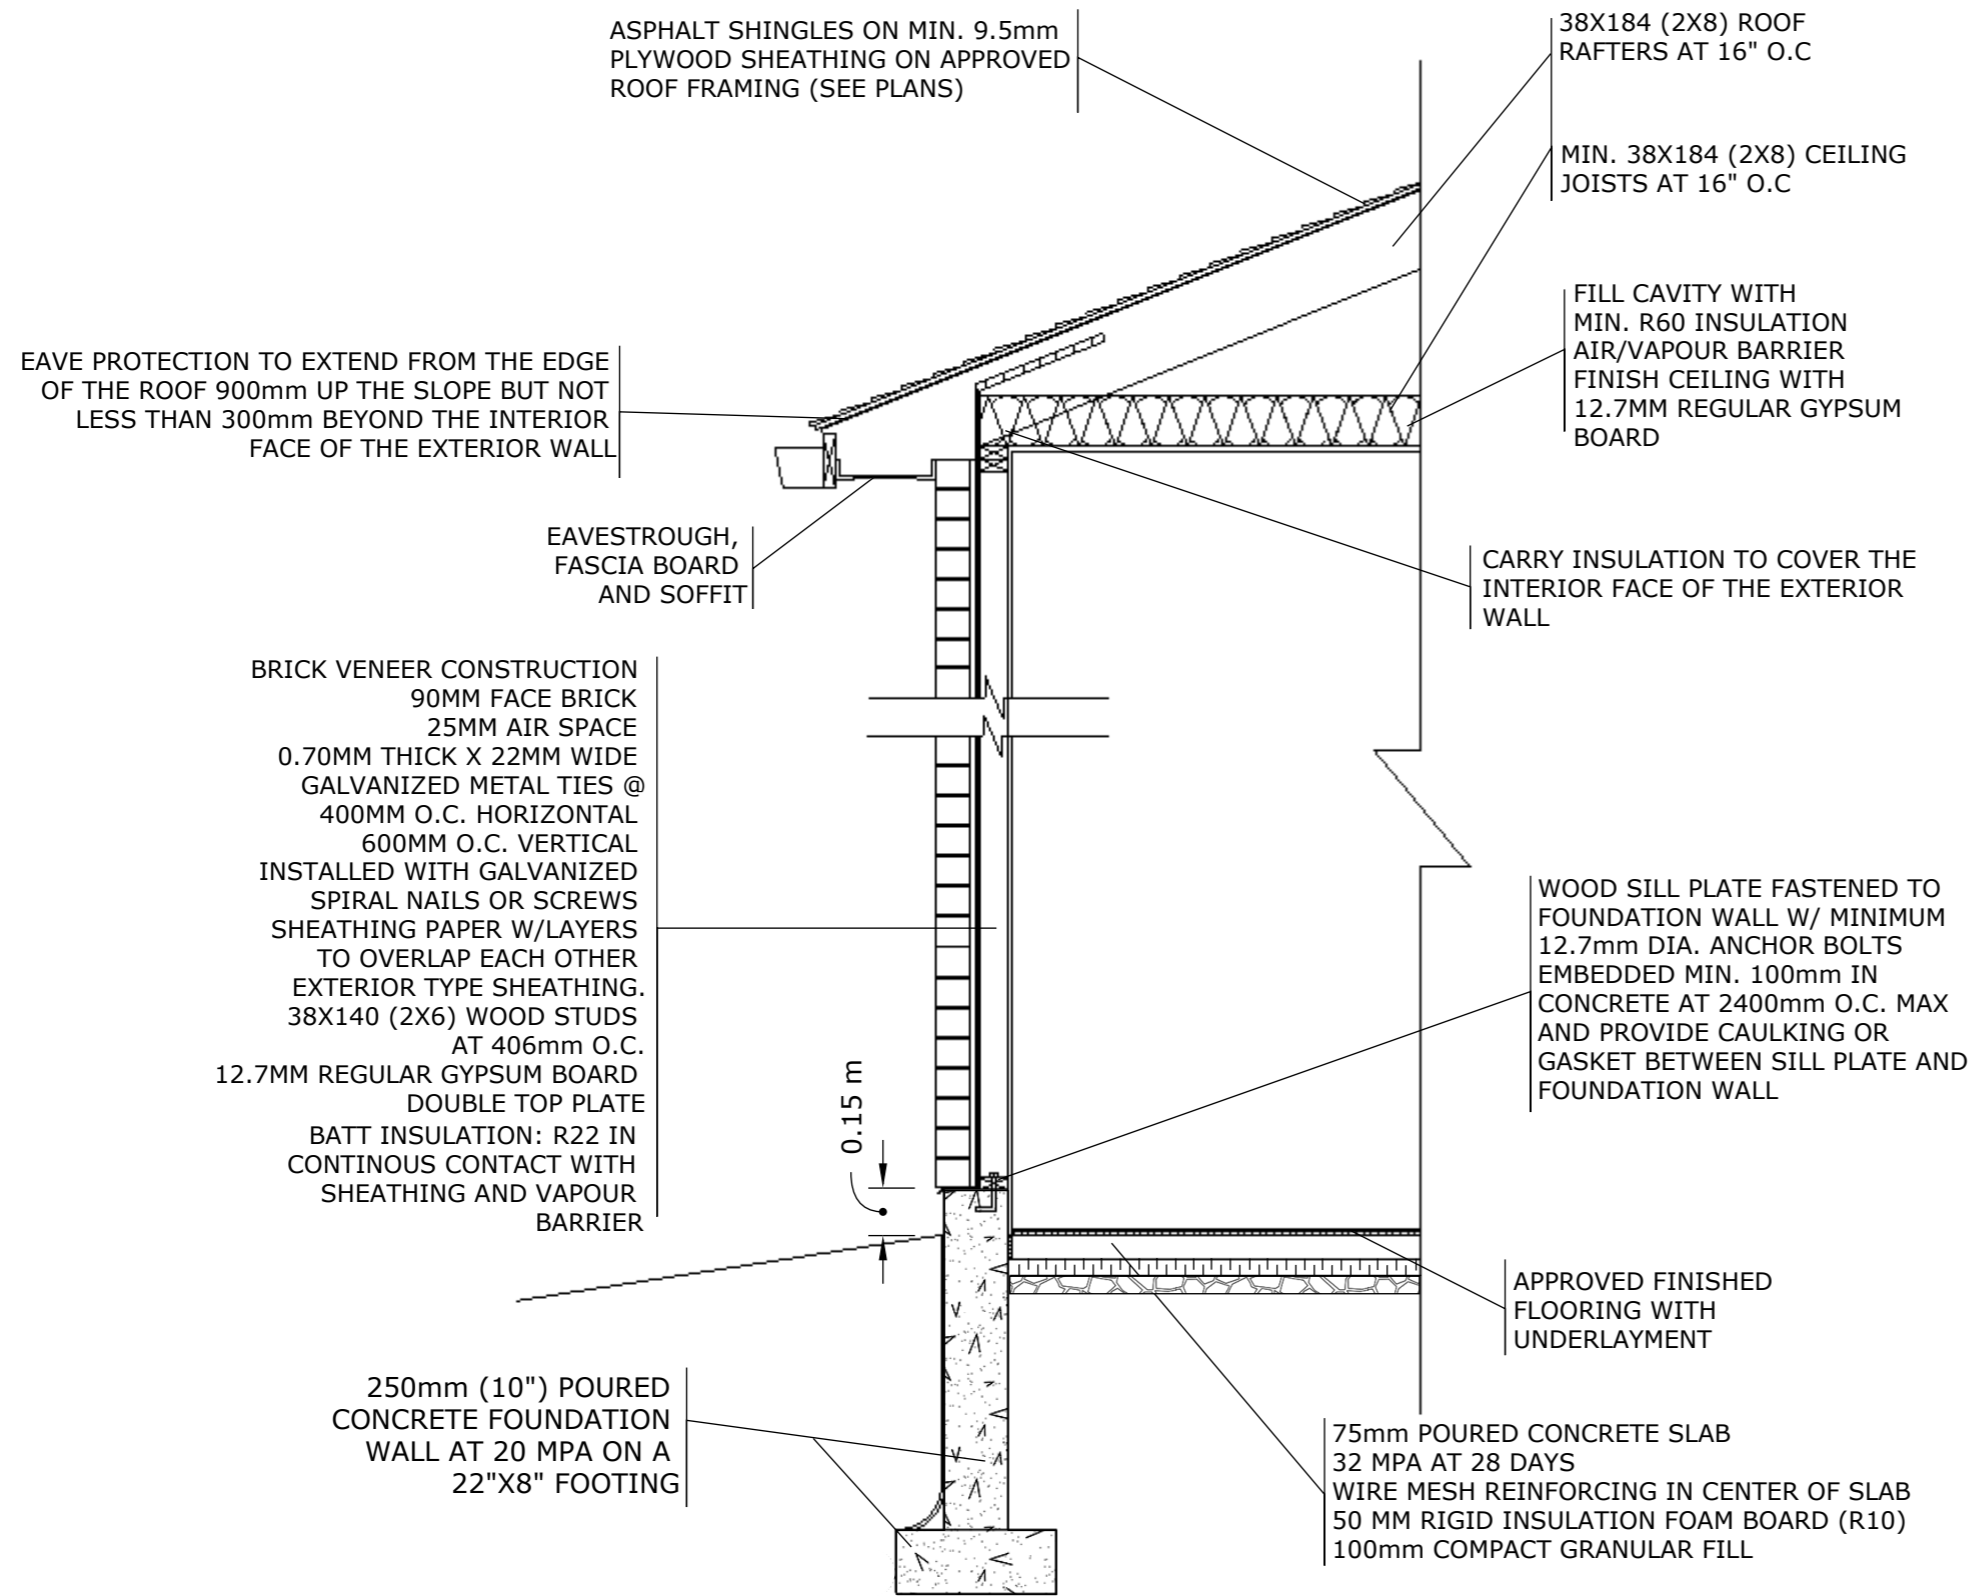 ASPHALT SHINGLES ON MIN. 9.5mm
PLYWOOD SHEATHING ON APPROVED
ROOF FRAMING (SEE PLANS)
38X184 (2X8) ROOF
RAFTERS AT 16" O.C
MIN. 38X184 (2X8) CEILING
JOISTS AT 16" O.C
FILL CAVITY WITH
MIN. R60 INSULATION
AIR/VAPOUR BARRIER
FINISH CEILING WITH
12.7MM REGULAR GYPSUM
BOARD
EAVE PROTECTION TO EXTEND FROM THE EDGE
OF THE ROOF 900mm UP THE SLOPE BUT NOT
LESS THAN 300mm BEYOND THE INTERIOR
FACE OF THE EXTERIOR WALL
EAVESTROUGH,
FASCIA BOARD
AND SOFFIT
CARRY INSULATION TO COVER THE
INTERIOR FACE OF THE EXTERIOR
WALL
BRICK VENEER CONSTRUCTION
90MM FACE BRICK
25MM AIR SPACE
0.70MM THICK X 22MM WIDE
GALVANIZED METAL TIES @
400MM O.C. HORIZONTAL
600MM O.C. VERTICAL
INSTALLED WITH GALVANIZED
SPIRAL NAILS OR SCREWS
SHEATHING PAPER W/LAYERS
TO OVERLAP EACH OTHER
EXTERIOR TYPE SHEATHING.
38X140 (2X6) WOOD STUDS
AT 406mm O.C.
12.7MM REGULAR GYPSUM BOARD
DOUBLE TOP PLATE
BATT INSULATION: R22 IN
CONTINOUS CONTACT WITH
SHEATHING AND VAPOUR
BARRIER
0.15 m
WOOD SILL PLATE FASTENED TO
FOUNDATION WALL W/ MINIMUM
12.7mm DIA. ANCHOR BOLTS
EMBEDDED MIN. 100mm IN
CONCRETE AT 2400mm O.C. MAX
AND PROVIDE CAULKING OR
GASKET BETWEEN SILL PLATE AND
FOUNDATION WALL
APPROVED FINISHED
FLOORING WITH
UNDERLAYMENT
250mm (10") POURED
CONCRETE FOUNDATION
WALL AT 20 MPA ON A
22"X8" FOOTING
75mm POURED CONCRETE SLAB
32 MPA AT 28 DAYS
WIRE MESH REINFORCING IN CENTER OF SLAB
50 MM RIGID INSULATION FOAM BOARD (R10)
100mm COMPACT GRANULAR FILL